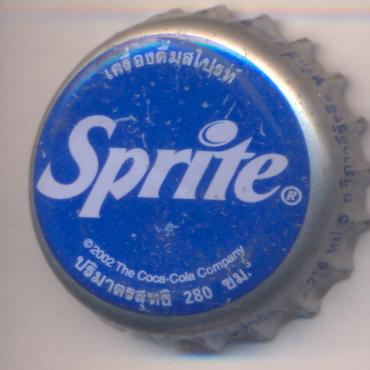 เครื่องดื่มสไปรท์
Sprite®
©2002 The Coca-Cola Company
ปริมาตรสุทธิ 280 ซม.³